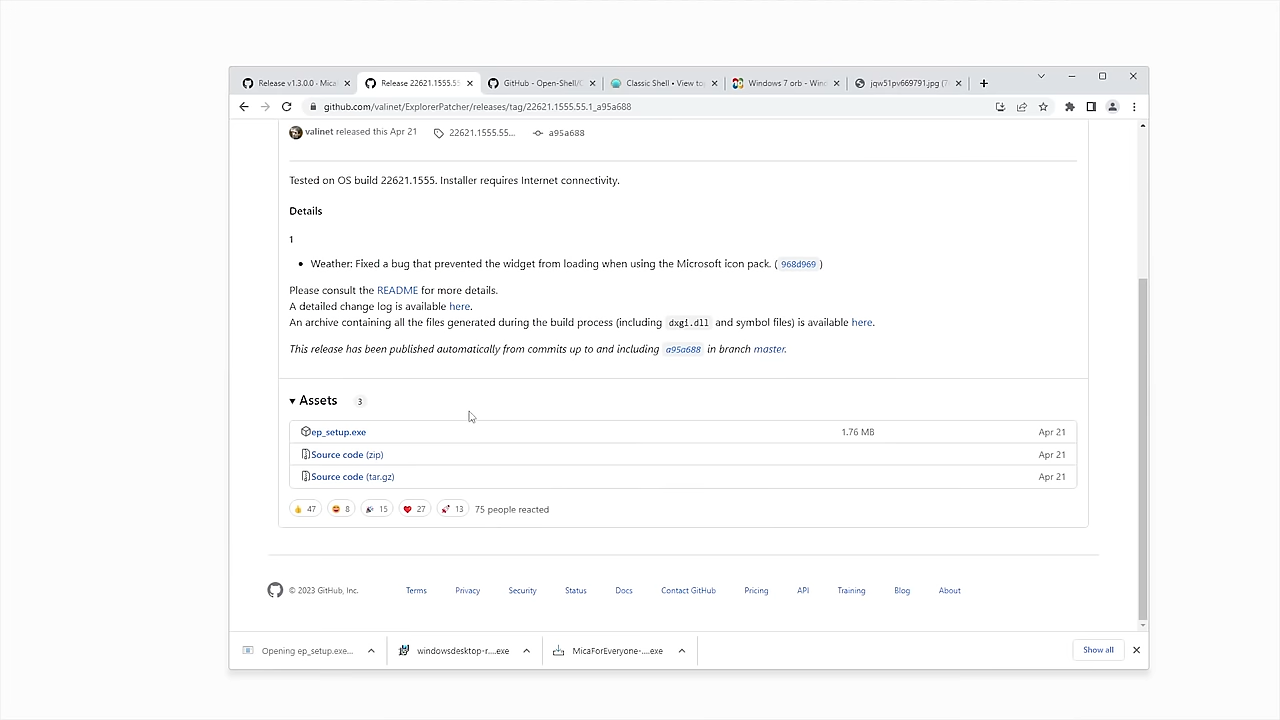 Release v1.3.0.0 - Mica
Release 22621.1555.55
GitHub - Open-Shell/
Classic Shell • View to
Windows 7 orb - Win
jqw51pv669791.jpg (7
github.com/valinet/ExplorerPatcher/releases/tag/22621.1555.55.1_a95a688
valinet released this Apr 21 22621.1555.55... a95a688
Tested on OS build 22621.1555. Installer requires Internet connectivity.
Details
1
• Weather: Fixed a bug that prevented the widget from loading when using the Microsoft icon pack. ( 968d969 )
Please consult the README for more details.
A detailed change log is available here.
An archive containing all the files generated during the build process (including dxgi.dll and symbol files) is available here.
This release has been published automatically from commits up to and including a95a688 in branch master.
Assets 3
ep_setup.exe 1.76 MB Apr 21
Source code (zip) Apr 21
Source code (tar.gz) Apr 21
47 8 15 27 13 75 people reacted
© 2023 GitHub, Inc. Terms Privacy Security Status Docs Contact GitHub Pricing API Training Blog About
Opening ep_setup.exe... windowsdesktop-r....exe MicaForEveryone-....exe Show all